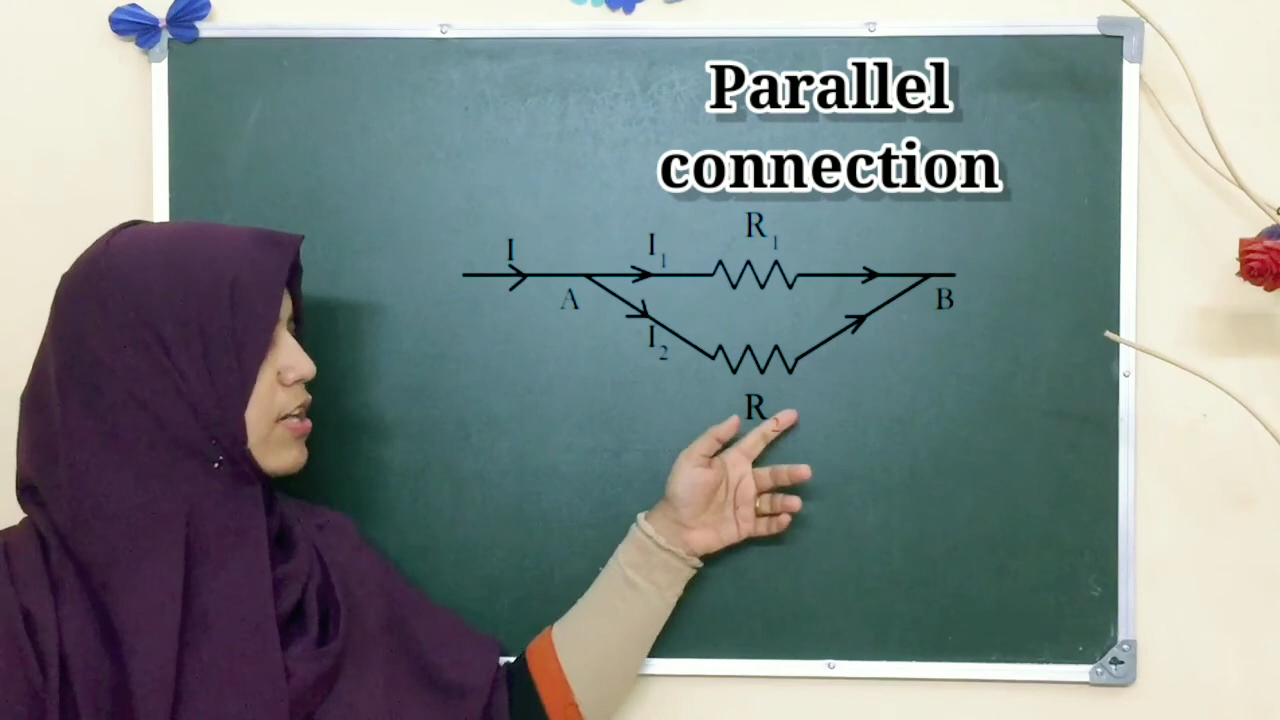 Parallel
connection
R₁
I I₁
A B
I₂
R₂